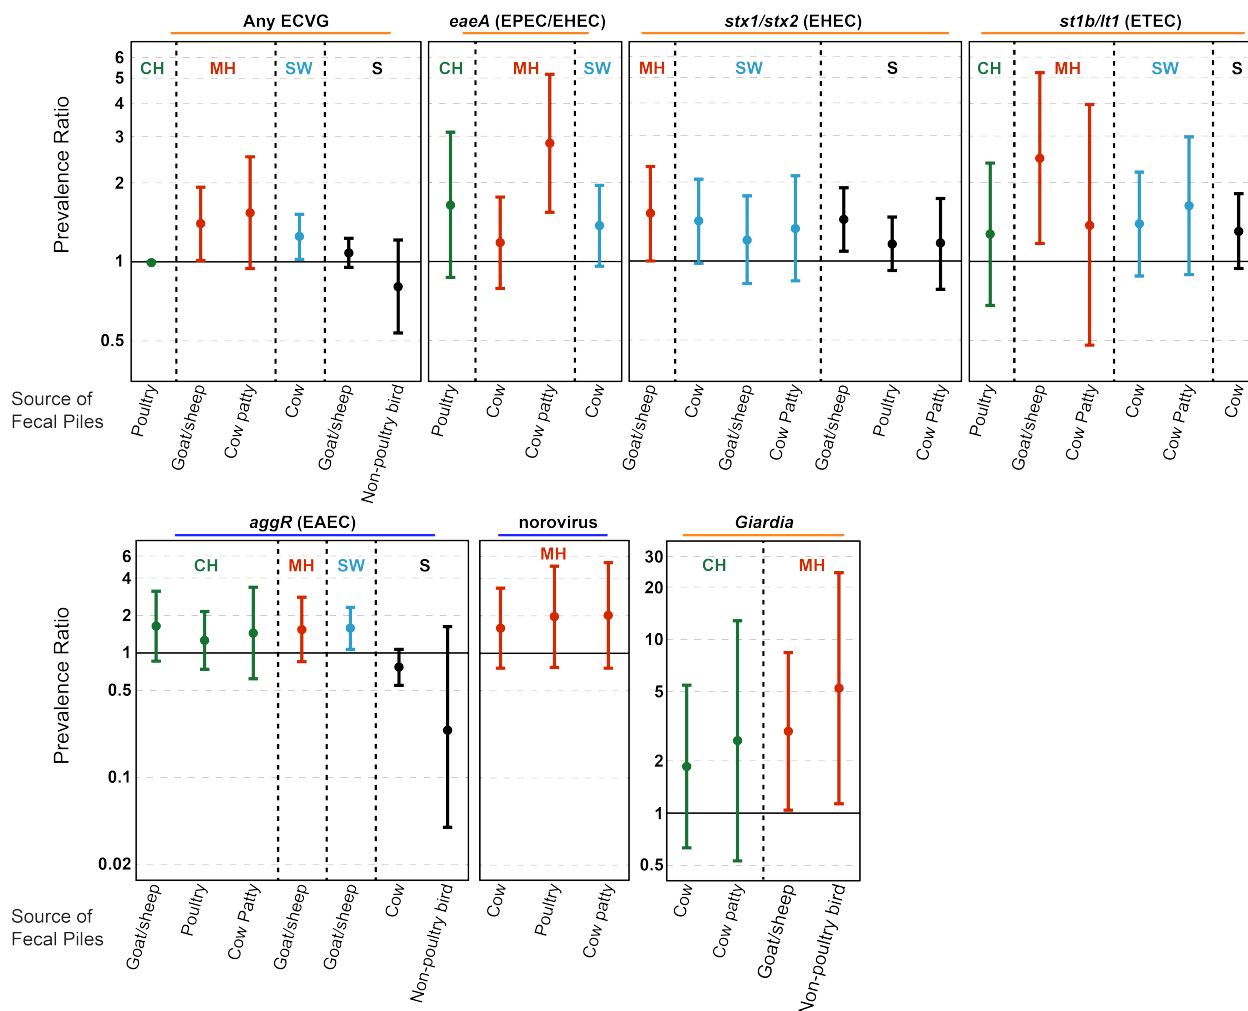 Any ECVG
eaeA (EPEC/EHEC)
stx1/stx2 (EHEC)
st1b/lt1 (ETEC)
Prevalence Ratio
6
5
4
3
2
1
0.5
CH MH SW S
CH MH SW
MH SW S
CH MH SW S
Source of
Fecal Piles
Poultry
Goat/sheep
Cow patty
Cow
Goat/sheep
Non-poultry bird
Poultry
Cow
Cow patty
Cow
Goat/sheep
Cow
Goat/sheep
Cow Patty
Goat/sheep
Poultry
Cow Patty
Poultry
Goat/sheep
Cow Patty
Cow
Cow Patty
Cow
aggR (EAEC)
norovirus
Giardia
Prevalence Ratio
6
4
2
1
0.5
0.1
0.02
CH MH SW S
MH
30
20
10
5
2
1
0.5
CH MH
Source of
Fecal Piles
Goat/sheep
Poultry
Cow Patty
Goat/sheep
Goat/sheep
Cow
Non-poultry bird
Cow
Poultry
Cow patty
Cow
Cow patty
Goat/sheep
Non-poultry bird